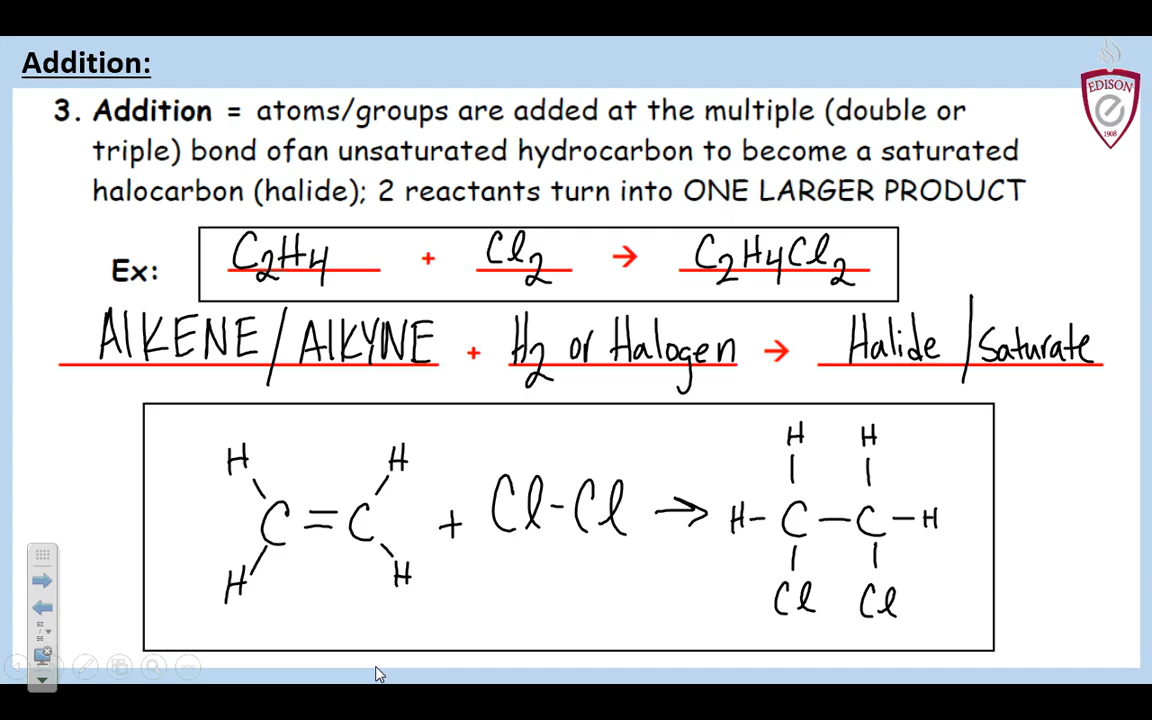 Addition:
EDISON
e
1908
3. Addition = atoms/groups are added at the multiple (double or
triple) bond ofan unsaturated hydrocarbon to become a saturated
halocarbon (halide); 2 reactants turn into ONE LARGER PRODUCT
Ex: C2H4 + Cl2 → C2H4Cl2
AlKENE/AlKYNE + H2 or Halogen → Halide/Saturate
H H H H
C = C + Cl-Cl → H-C-C-H
H H Cl Cl